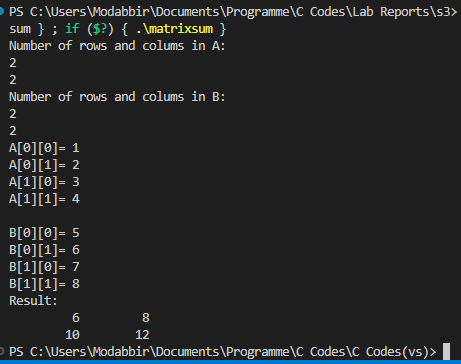 PS C:\Users\Modabbir\Documents\Programme\C Codes\Lab Reports\s3>
sum } ; if ($?) { .\matrixsum }
Number of rows and colums in A:
2
2
Number of rows and colums in B:
2
2
A[0][0]= 1
A[0][1]= 2
A[1][0]= 3
A[1][1]= 4
B[0][0]= 5
B[0][1]= 6
B[1][0]= 7
B[1][1]= 8
Result:
6 8
10 12
PS C:\Users\Modabbir\Documents\Programme\C Codes\C Codes(vs)>